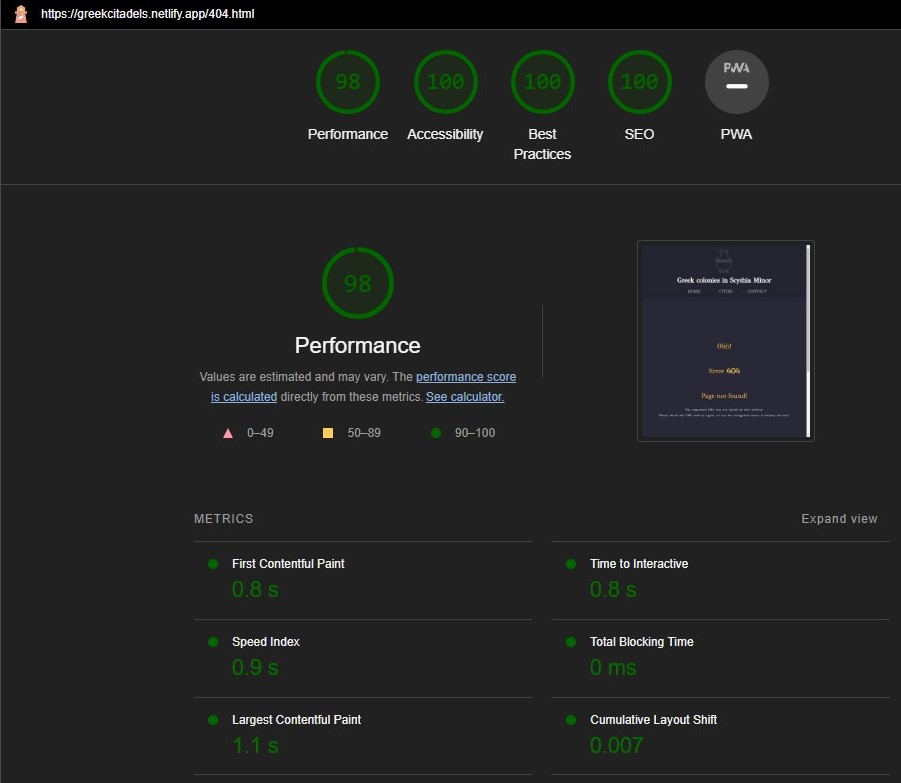 https://greekcitadels.netlify.app/404.html
98
100
100
100
PWA
Performance
Accessibility
Best
Practices
SEO
PWA
98
Performance
Values are estimated and may vary. The performance score
is calculated directly from these metrics. See calculator.
0–49
50–89
90–100
Greek colonies in Scythia Minor
HOME CITIES CONTACT
Ohh!
Error 404
Page not found!
METRICS
Expand view
First Contentful Paint
0.8 s
Time to Interactive
0.8 s
Speed Index
0.9 s
Total Blocking Time
0 ms
Largest Contentful Paint
1.1 s
Cumulative Layout Shift
0.007